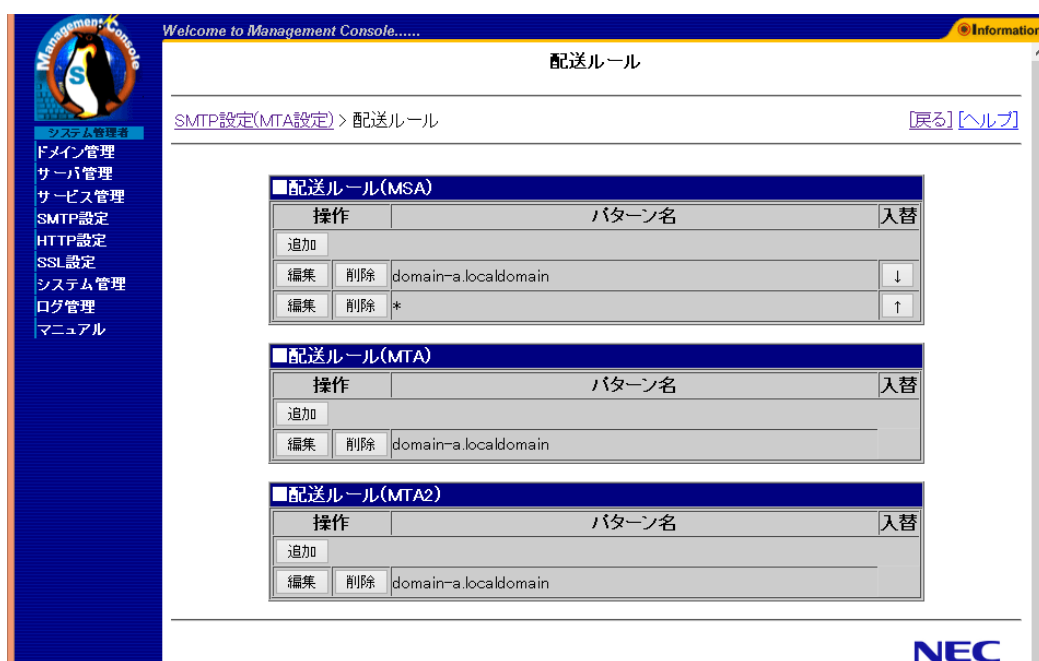 Management Console
S
Welcome to Management Console......
Information
配送ルール
SMTP設定(MTA設定) > 配送ルール
[戻る] [ヘルプ]
システム管理者
ドメイン管理
サーバ管理
サービス管理
SMTP設定
HTTP設定
SSL設定
システム管理
ログ管理
マニュアル
■配送ルール(MSA)
操作 パターン名 入替
追加
編集 削除 domain-a.localdomain ↓
編集 削除 * ↑
■配送ルール(MTA)
操作 パターン名 入替
追加
編集 削除 domain-a.localdomain
■配送ルール(MTA2)
操作 パターン名 入替
追加
編集 削除 domain-a.localdomain
NEC